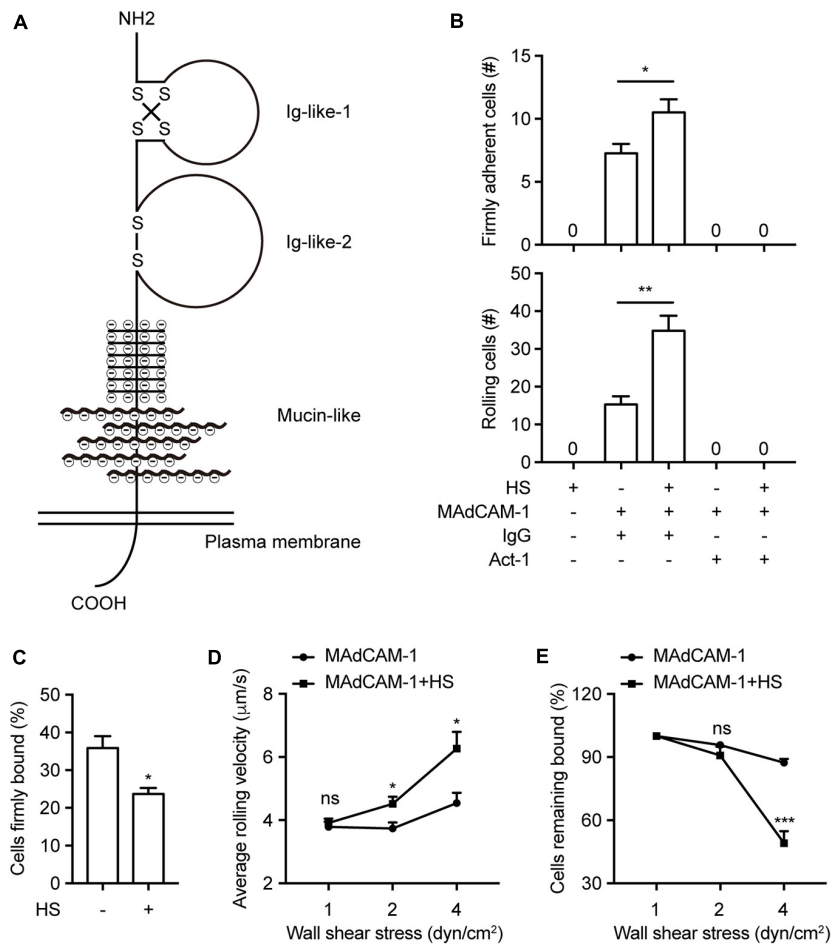 A
NH2
S S
S S
Ig-like-1
S
S
Ig-like-2
Mucin-like
Plasma membrane
COOH
B
Firmly adherent cells (#)
15
10
5
0
*
0 0 0
Rolling cells (#)
50
40
30
20
10
0
**
0 0 0
HS + - + - +
MAdCAM-1 - + + + +
IgG - + + - -
Act-1 - - - + +
C
Cells firmly bound (%)
50
40
30
20
10
0
*
HS - +
D
MAdCAM-1
MAdCAM-1+HS
Average rolling velocity (μm/s)
8
6
4
2
ns * *
1 2 4
Wall shear stress (dyn/cm²)
E
MAdCAM-1
MAdCAM-1+HS
Cells remaining bound (%)
120
90
60
30
ns
***
1 2 4
Wall shear stress (dyn/cm²)